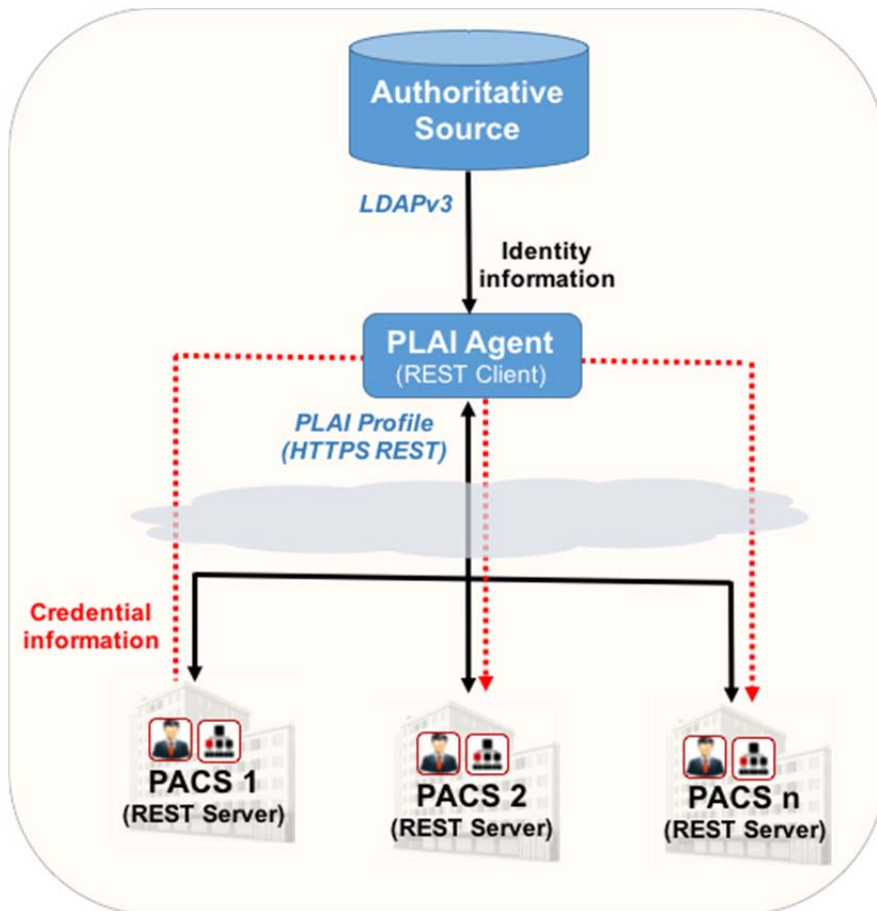 Authoritative
Source
LDAPv3
Identity
information
PLAI Agent
(REST Client)
PLAI Profile
(HTTPS REST)
Credential
information
PACS 1
(REST Server)
PACS 2
(REST Server)
PACS n
(REST Server)